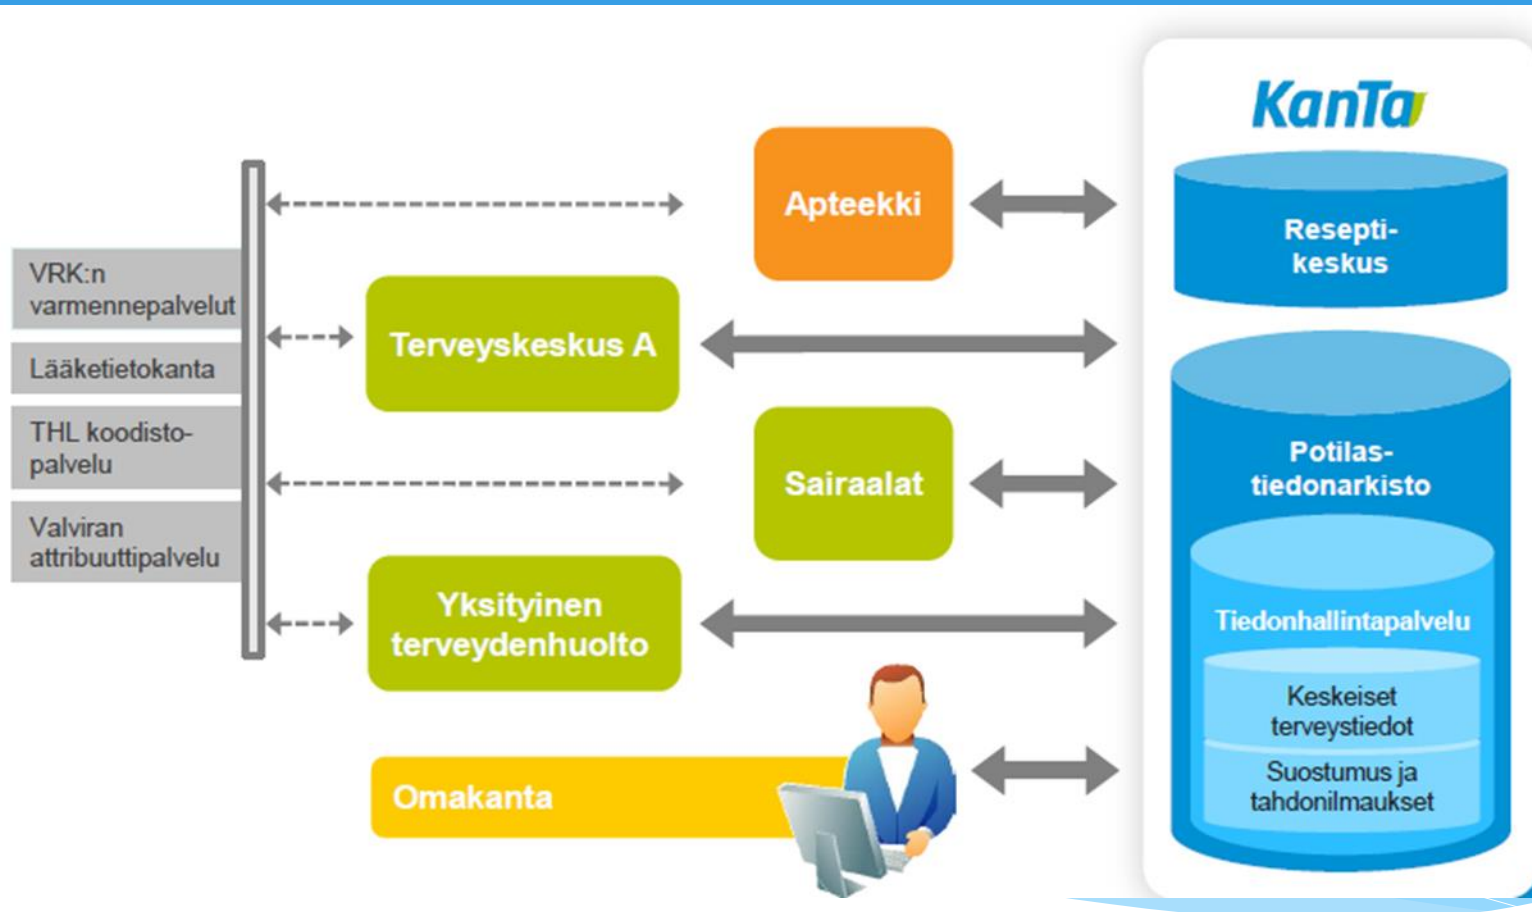 VRK:n
varmennepalvelut
Lääketietokanta
THL koodisto-
palvelu
Valviran
attribuuttipalvelu
Apteekki
Terveyskeskus A
Sairaalat
Yksityinen
terveydenhuolto
Omakanta
KanTa
Resepti-
keskus
Potilas-
tiedonarkisto
Tiedonhallintapalvelu
Keskeiset
terveystiedot
Suostumus ja
tahdonilmaukset